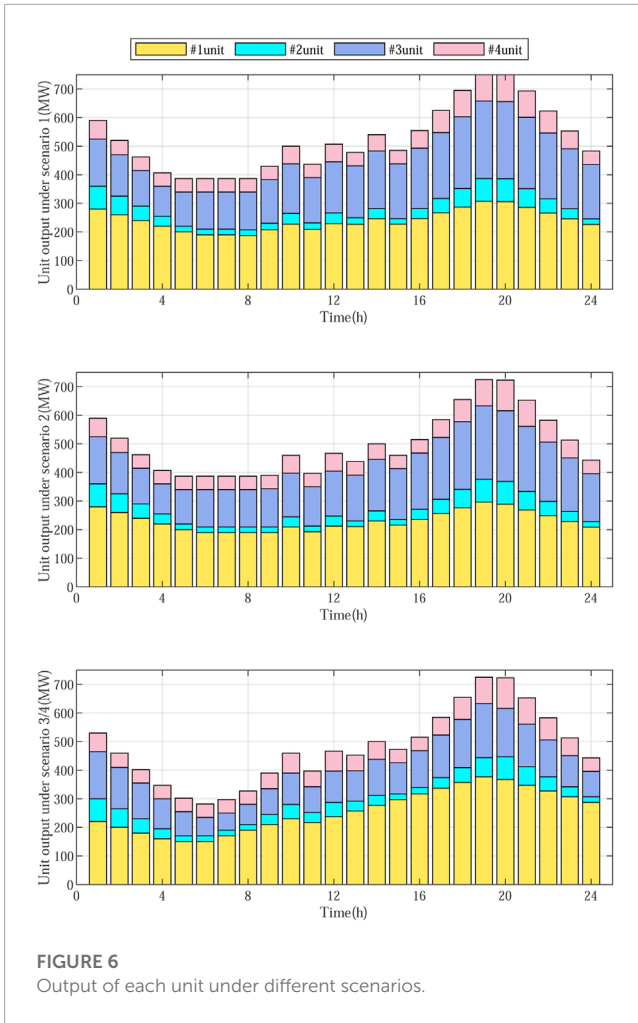 #1unit #2unit #3unit #4unit
Unit output under scenario 1(MW)
700
600
500
400
300
200
100
0
0 4 8 12 16 20 24
Time(h)
Unit output under scenario 2(MW)
700
600
500
400
300
200
100
0
0 4 8 12 16 20 24
Time(h)
Unit output under scenario 3/4(MW)
700
600
500
400
300
200
100
0
0 4 8 12 16 20 24
Time(h)
FIGURE 6
Output of each unit under different scenarios.